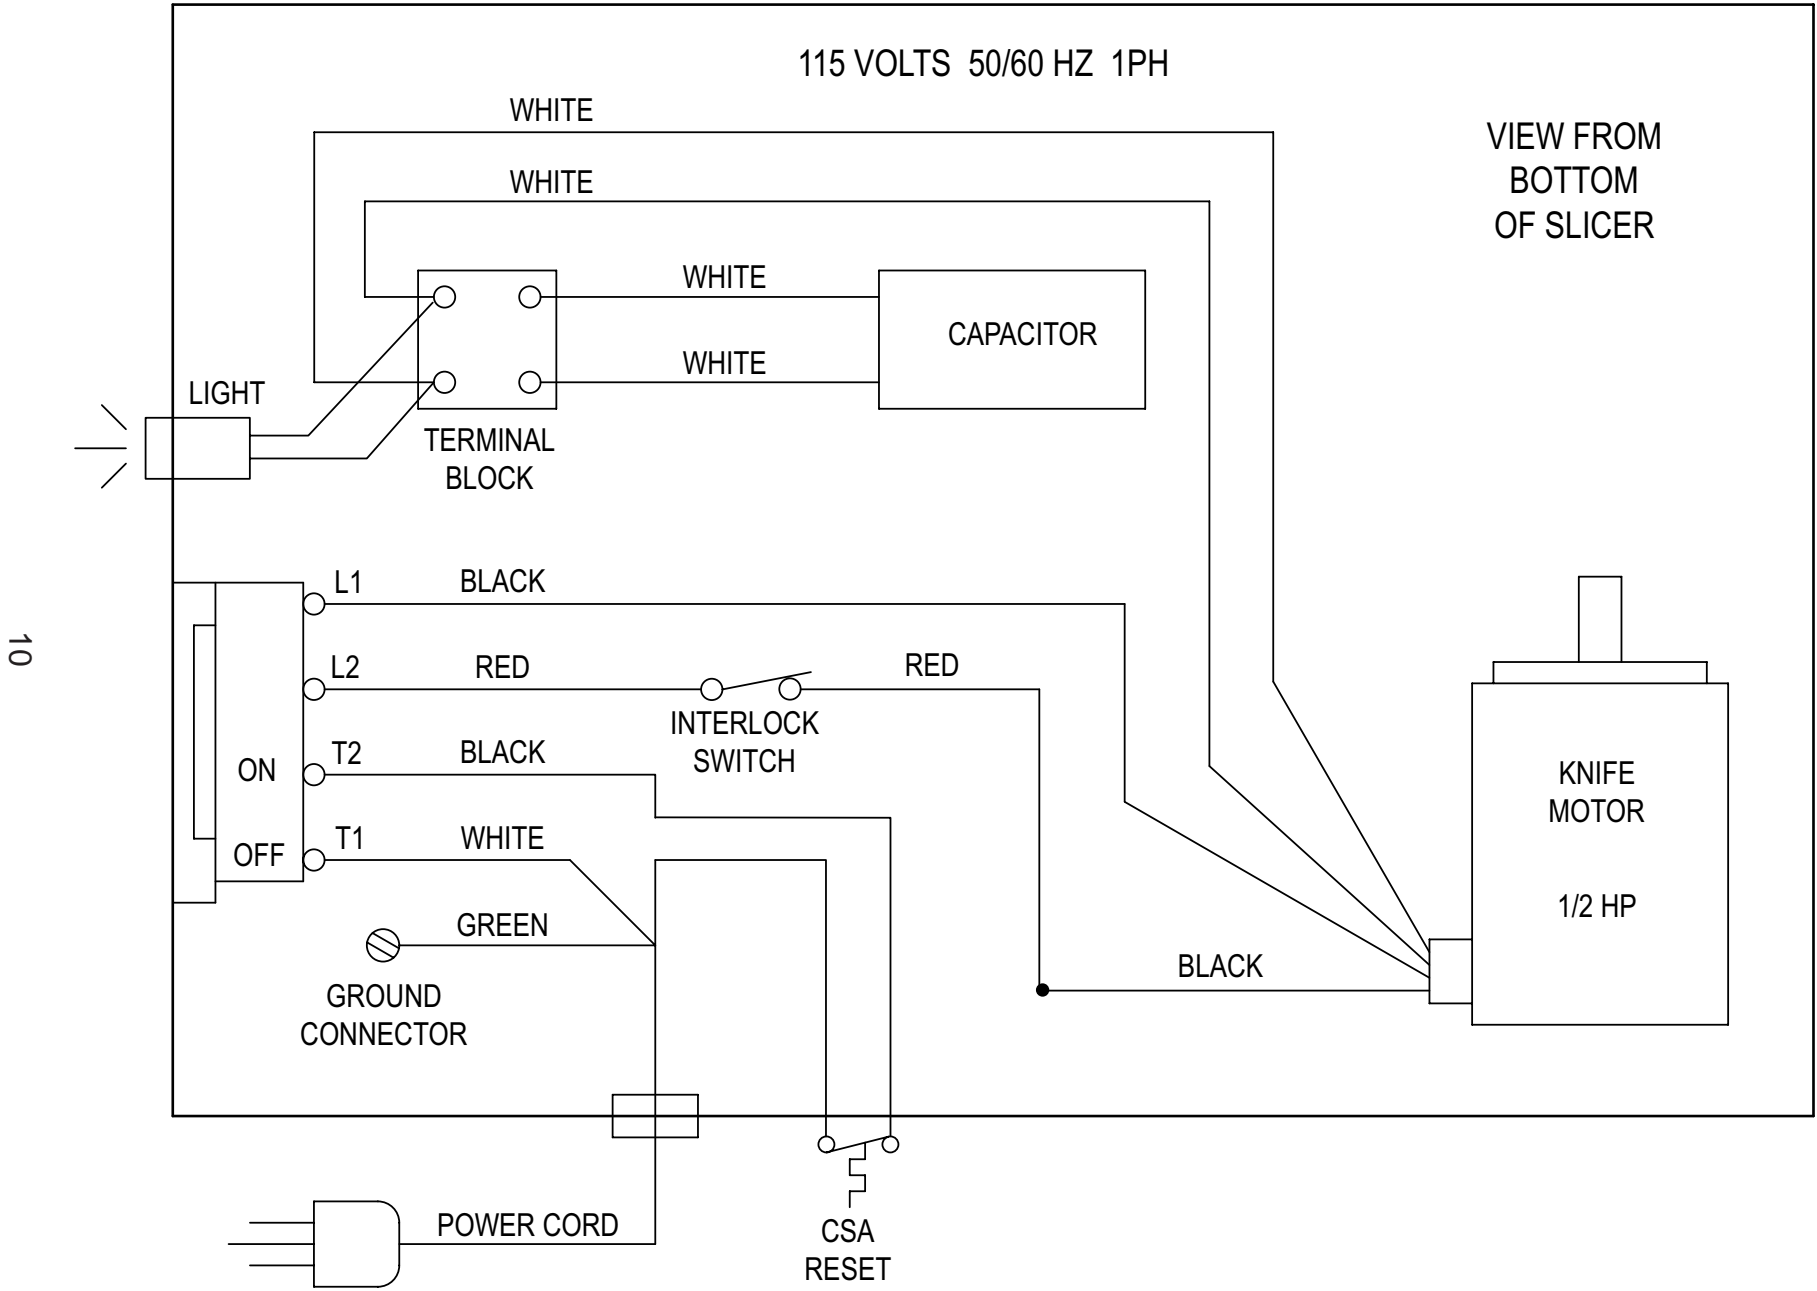 115 VOLTS 50/60 HZ 1PH
VIEW FROM
BOTTOM
OF SLICER
WHITE
WHITE
WHITE
WHITE
CAPACITOR
LIGHT
TERMINAL
BLOCK
L1
BLACK
L2
RED
RED
INTERLOCK
SWITCH
ON
T2
BLACK
OFF
T1
WHITE
GREEN
GROUND
CONNECTOR
BLACK
KNIFE
MOTOR
1/2 HP
POWER CORD
CSA
RESET
10